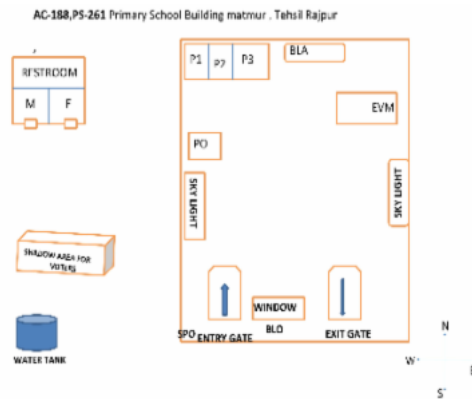 AC-188,PS-261 Primary School Building matmur . Tehsil Rajpur
RESTROOM
M F
P1 P2 P3
BLA
EVM
PO
SKY LIGHT
SKY LIGHT
SHADOW AREA FOR
VOTERS
WATER TANK
WINDOW
SPO ENTRY GATE
BLO
EXIT GATE
N
W
E
S